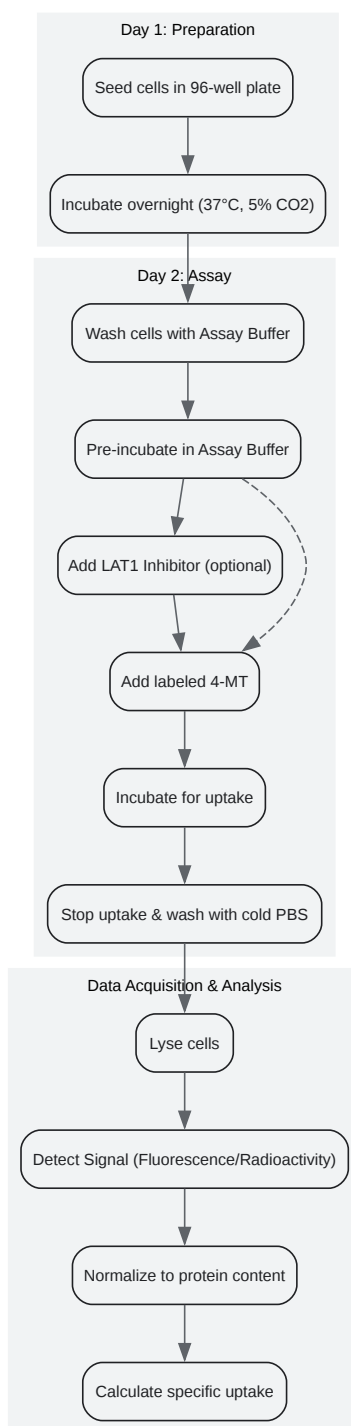 Day 1: Preparation
Seed cells in 96-well plate
Incubate overnight (37°C, 5% CO2)
Day 2: Assay
Wash cells with Assay Buffer
Pre-incubate in Assay Buffer
Add LAT1 Inhibitor (optional)
Add labeled 4-MT
Incubate for uptake
Stop uptake & wash with cold PBS
Data Acquisition & Analysis
Lyse cells
Detect Signal (Fluorescence/Radioactivity)
Normalize to protein content
Calculate specific uptake